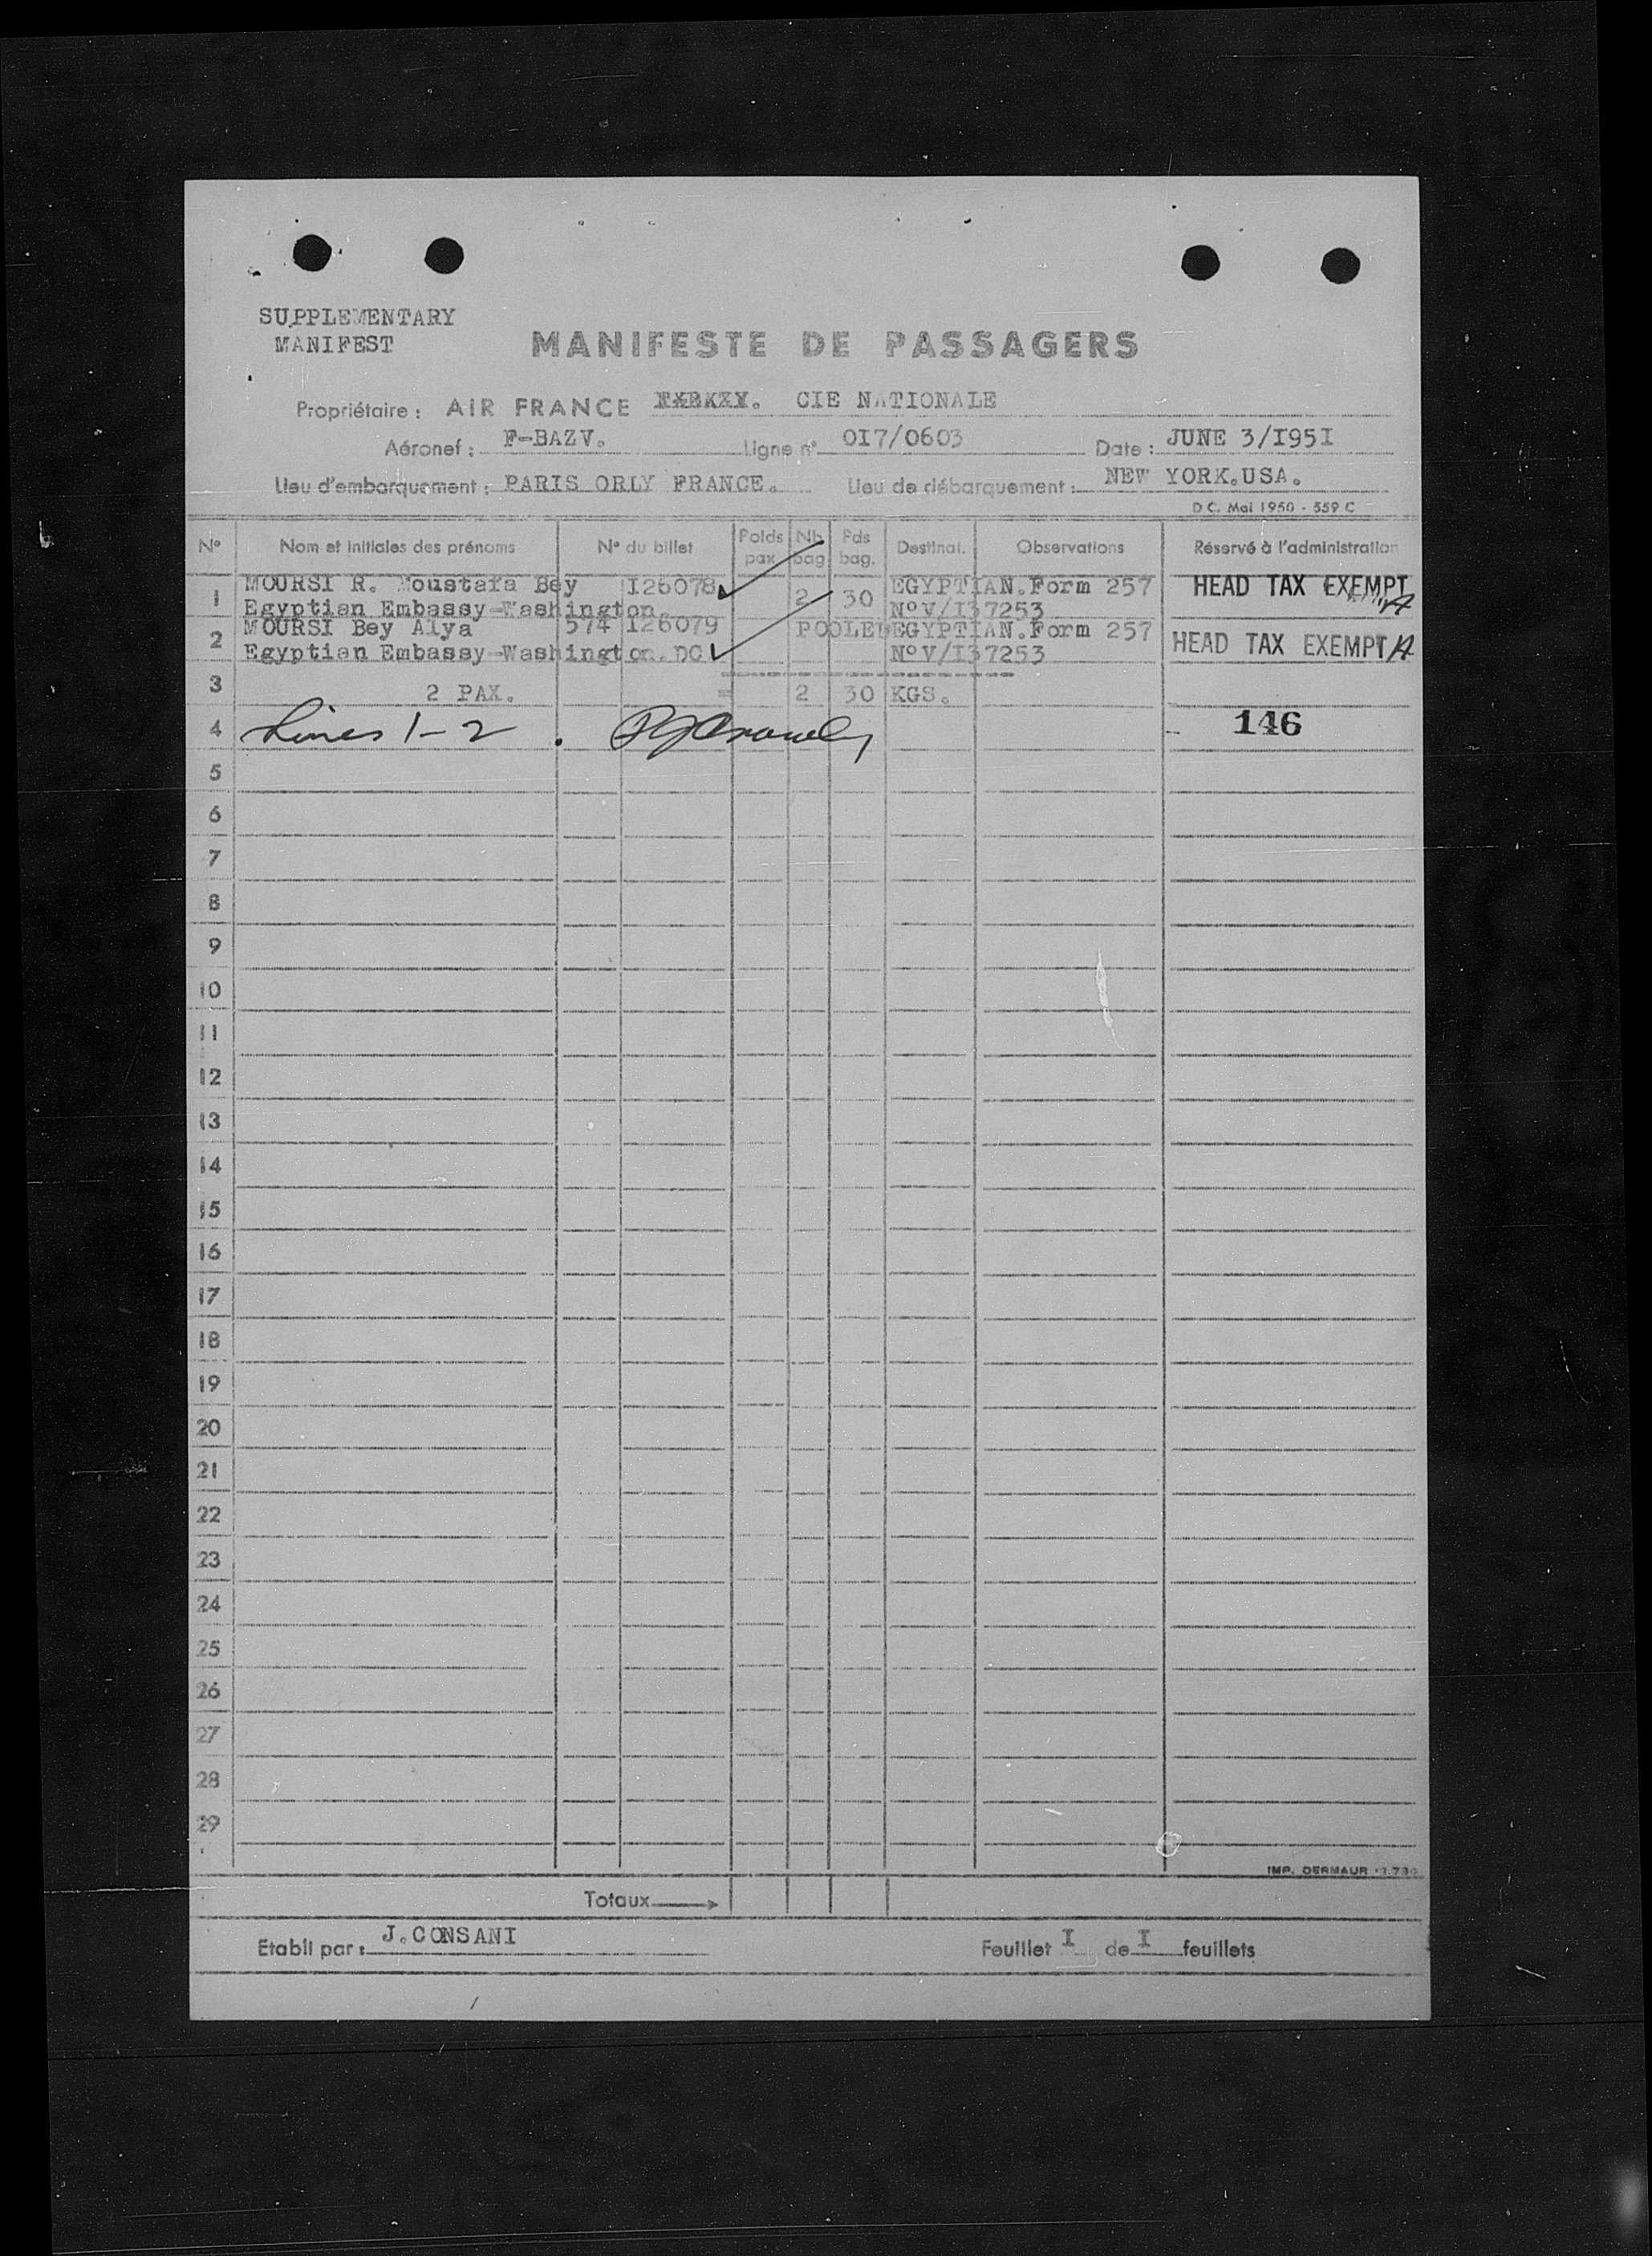 SUPPLEMENTARY
MANIFEST
MANIFESTE DE PASSAGERS
Propriétaire : AIR FRANCE CIE NATIONALE
Aéronef : F-BAZV. Ligne n° OI7/0603 Date : JUNE 3/I95I
Lieu d'embarquement : PARIS ORLY FRANCE. Lieu de débarquement : NEW YORK.USA.
D C. Mai 1950 - 559 C
N° Nom et initiales des prénoms N° du billet Poids pax Nb bag Pds bag. Destinat. Observations Réservé à l'administration
1 MOURSI R. Moustafa Bey I26078 2 30 EGYPTIAN.Form 257 HEAD TAX EXEMPT
Egyptien Embassy-Washington N°V/I37253
2 MOURSI Bey Alya 574 126079 POOLED EGYPTIAN.Form 257 HEAD TAX EXEMPT
Egyptien Embassy-Washington.DC N°V/I37253
3 2 PAX. = 2 30 KGS.
4 Lines 1-2 . 146
5
6
7
8
9
10
11
12
13
14
15
16
17
18
19
20
21
22
23
24
25
26
27
28
29
IMP. DERMAUR
Totaux
Etabli par : J.CONSANI Feuillet I de I feuillets